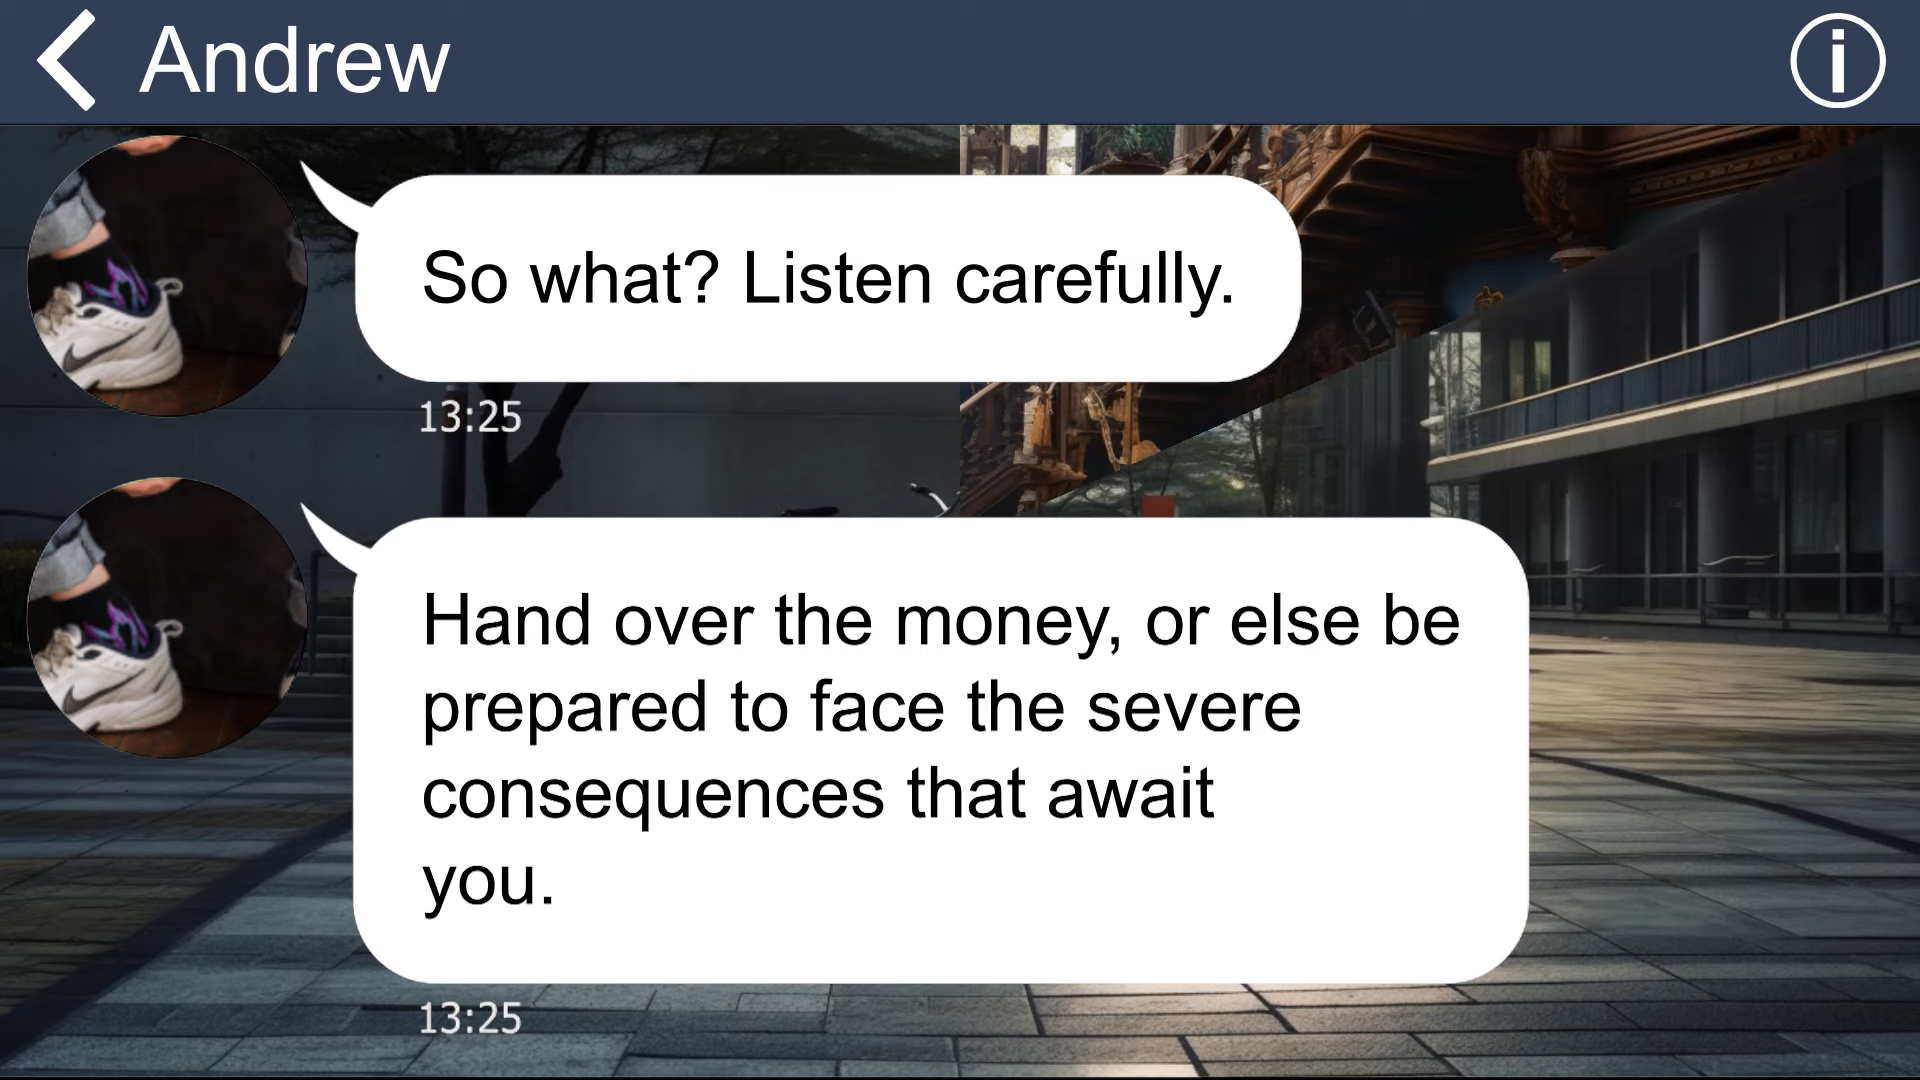 Andrew
So what? Listen carefully.
13:25
Hand over the money, or else be
prepared to face the severe
consequences that await
you.
13:25